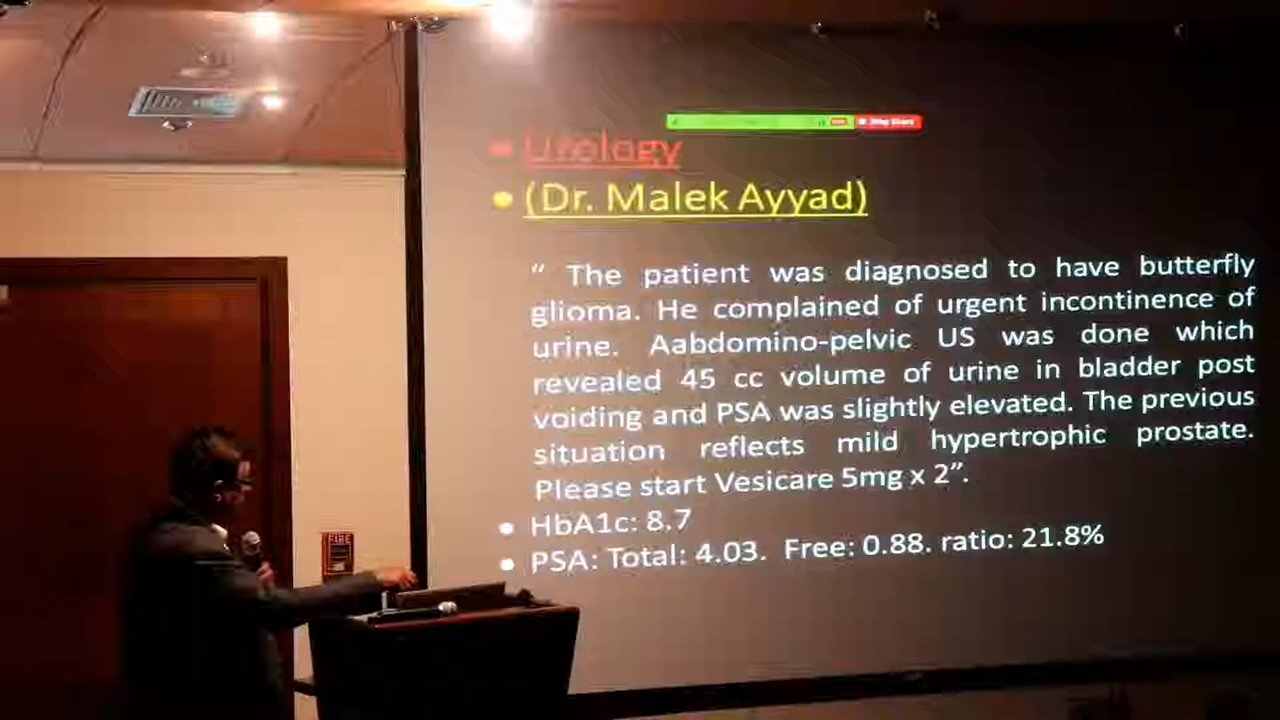 Stop Share
• Urology
• (Dr. Malek Ayyad)
“ The patient was diagnosed to have butterfly
glioma. He complained of urgent incontinence of
urine. Aabdomino-pelvic US was done which
revealed 45 cc volume of urine in bladder post
voiding and PSA was slightly elevated. The previous
situation reflects mild hypertrophic prostate.
Please start Vesicare 5mg x 2”.
• HbA1c: 8.7
• PSA: Total: 4.03. Free: 0.88. ratio: 21.8%
FIRE